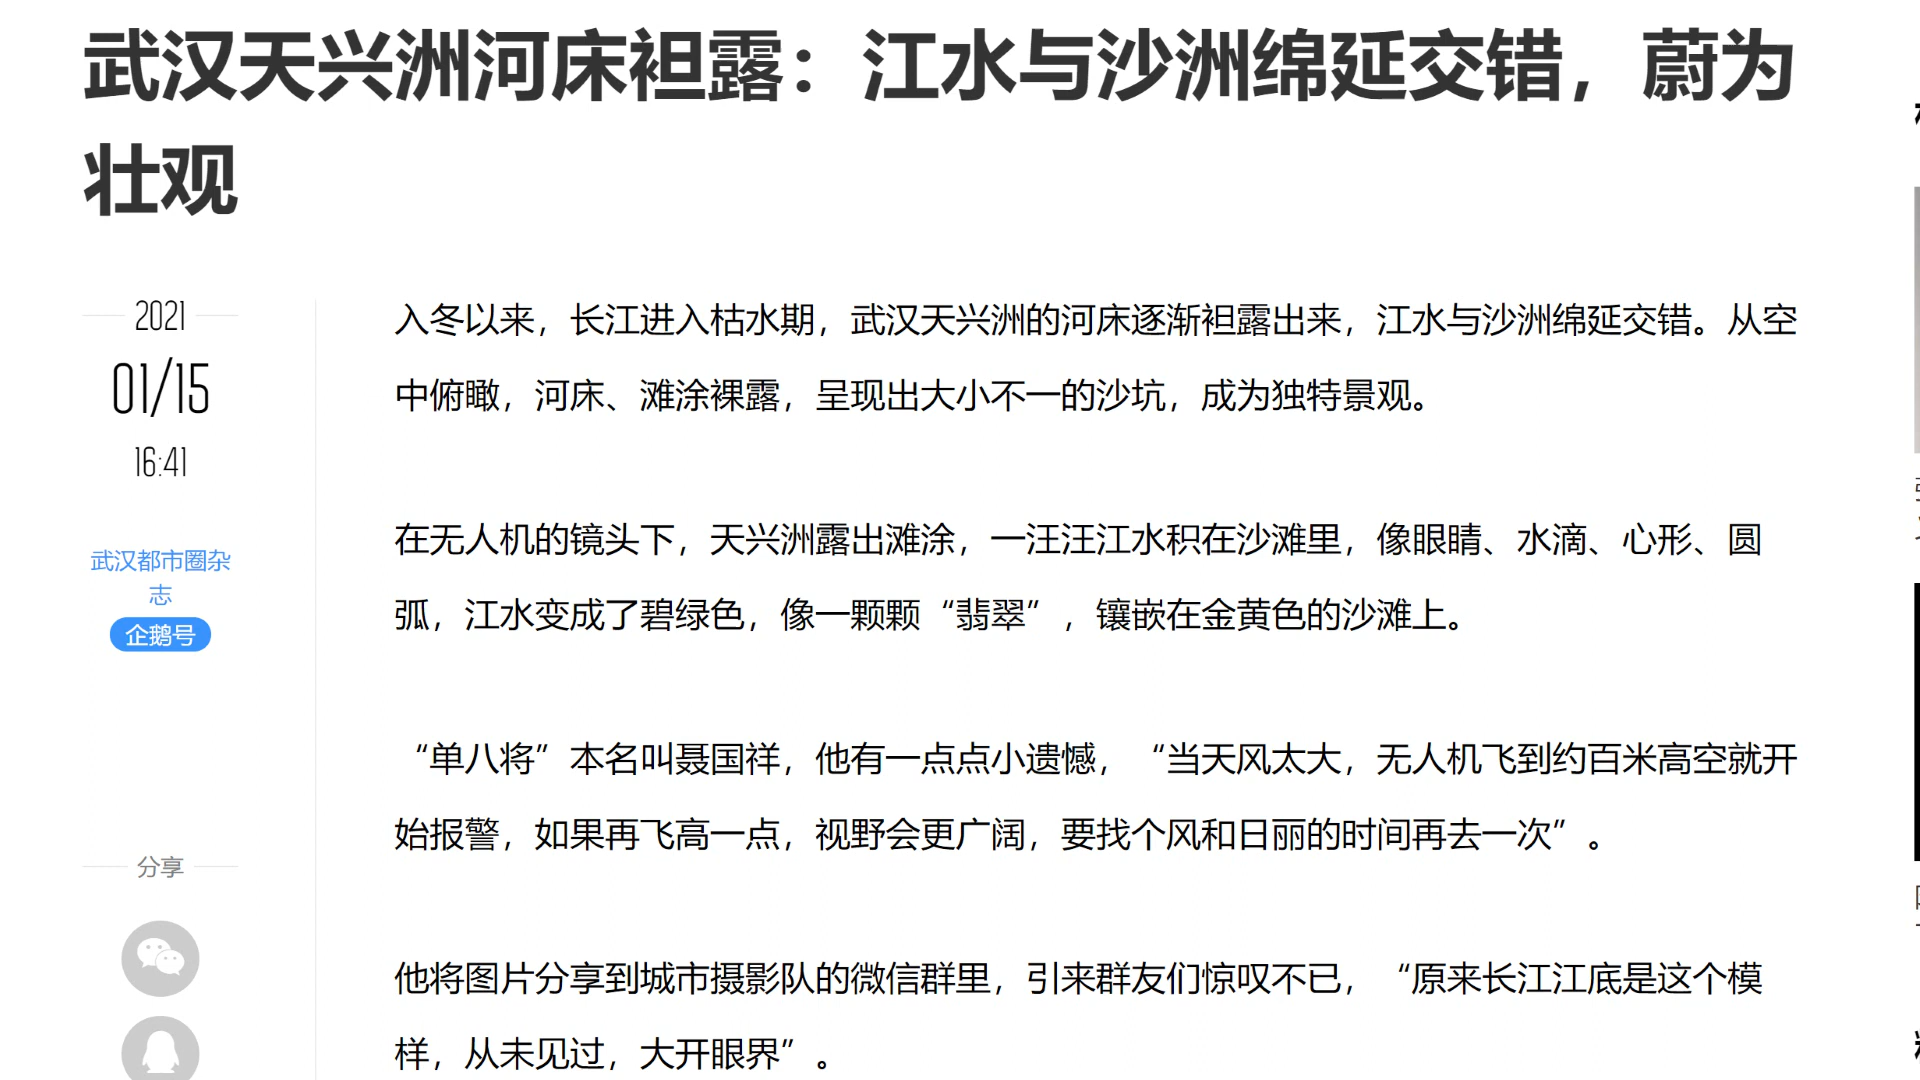 武汉天兴洲河床袒露：江水与沙洲绵延交错，蔚为
壮观
2021
01/15
16:41
武汉都市圈杂
志
企鹅号
分享
入冬以来，长江进入枯水期，武汉天兴洲的河床逐渐袒露出来，江水与沙洲绵延交错。从空
中俯瞰，河床、滩涂裸露，呈现出大小不一的沙坑，成为独特景观。
在无人机的镜头下，天兴洲露出滩涂，一汪汪江水积在沙滩里，像眼睛、水滴、心形、圆
弧，江水变成了碧绿色，像一颗颗“翡翠”，镶嵌在金黄色的沙滩上。
“单八将”本名叫聂国祥，他有一点点小遗憾，“当天风太大，无人机飞到约百米高空就开
始报警，如果再飞高一点，视野会更广阔，要找个风和日丽的时间再去一次”。
他将图片分享到城市摄影队的微信群里，引来群友们惊叹不已，“原来长江江底是这个模
样，从未见过，大开眼界”。